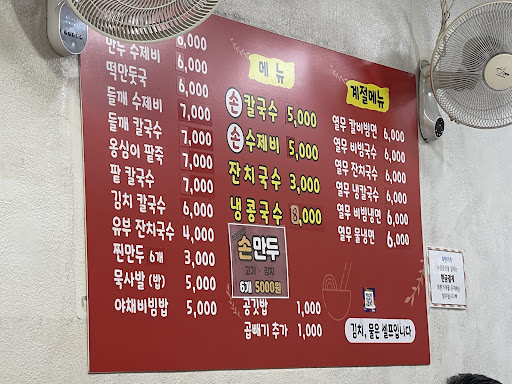 만두 수제비 6,000
떡만둣국 6,000
들깨 수제비 7,000
들깨 칼국수 7,000
옹심이 팥죽 7,000
팥 칼국수 7,000
김치 칼국수 6,000
유부 잔치국수 4,000
찐만두 6개 3,000
묵사발 (밥) 5,000
야채비빔밥 5,000
메뉴
손 칼국수 5,000
손 수제비 5,000
잔치국수 3,000
냉콩국수 8,000
손만두
고기 · 김치
6개 5000원
공깃밥 1,000
곱빼기 추가 1,000
계절메뉴
열무 칼비빔면 6,000
열무 비빔국수 6,000
열무 잔치국수 6,000
열무 냉칼국수 6,000
열무 비빔냉면 6,000
열무 물냉면 6,000
김치, 물은 셀프입니다
현금결제